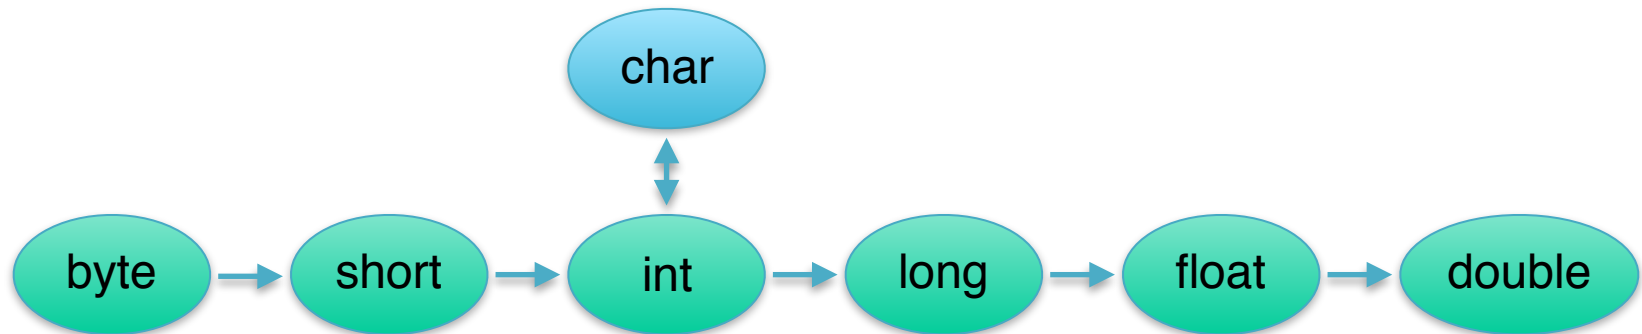 char
byte
short
int
long
float
double